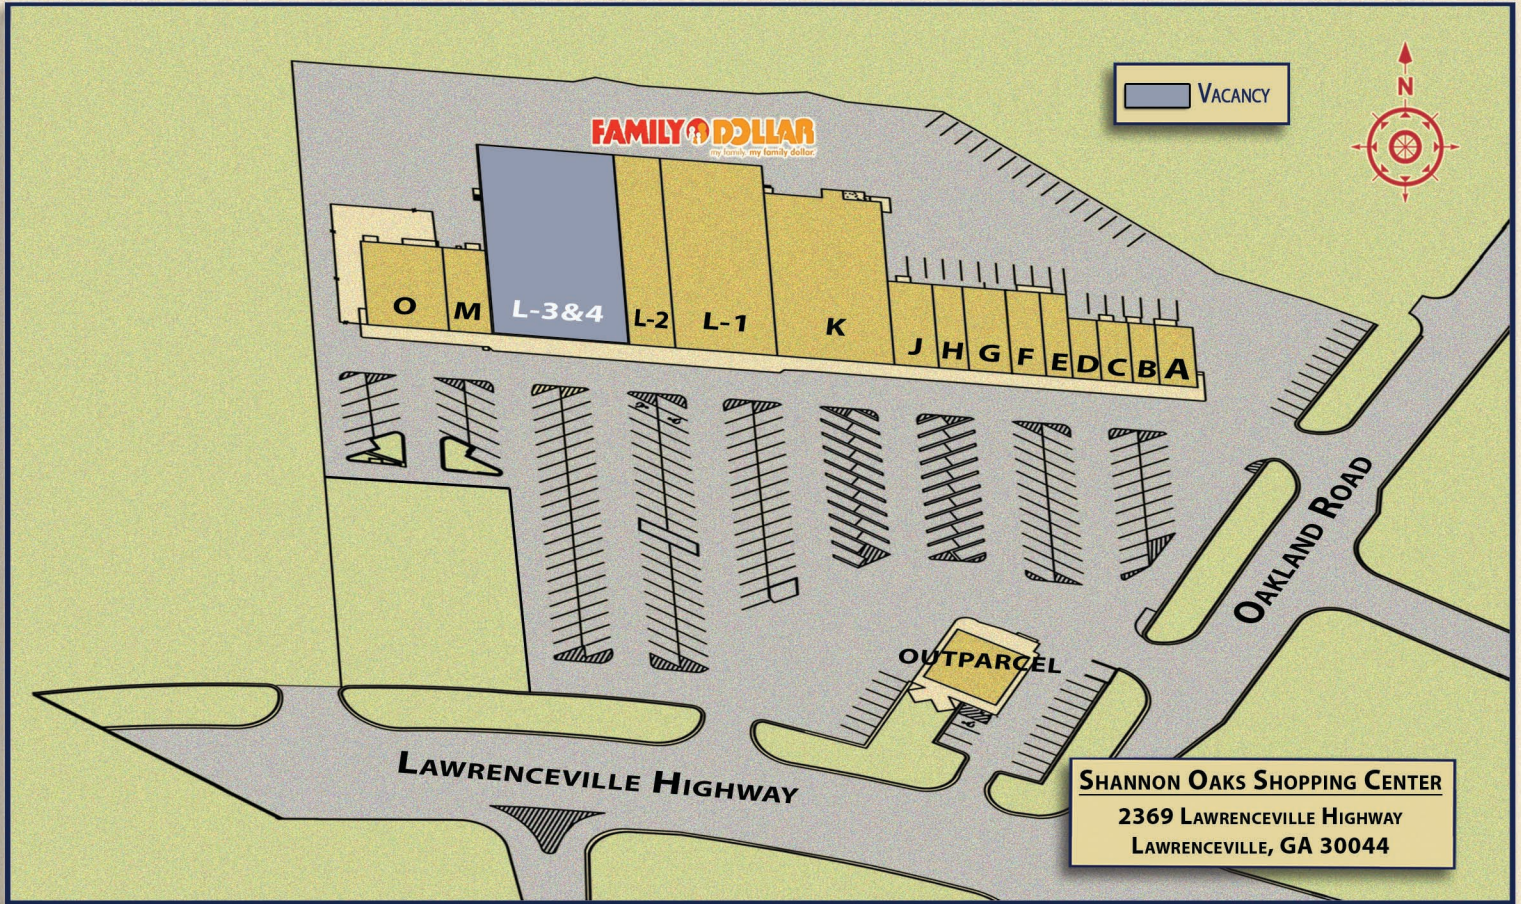 Vacancy
N
FAMILY DOLLAR
my family. my family dollar.
O
M
L-3&4
L-2
L-1
K
J
H
G
F
E
D
C
B
A
Oakland Road
OUTPARCEL
Lawrenceville Highway
Shannon Oaks Shopping Center
2369 Lawrenceville Highway
Lawrenceville, GA 30044